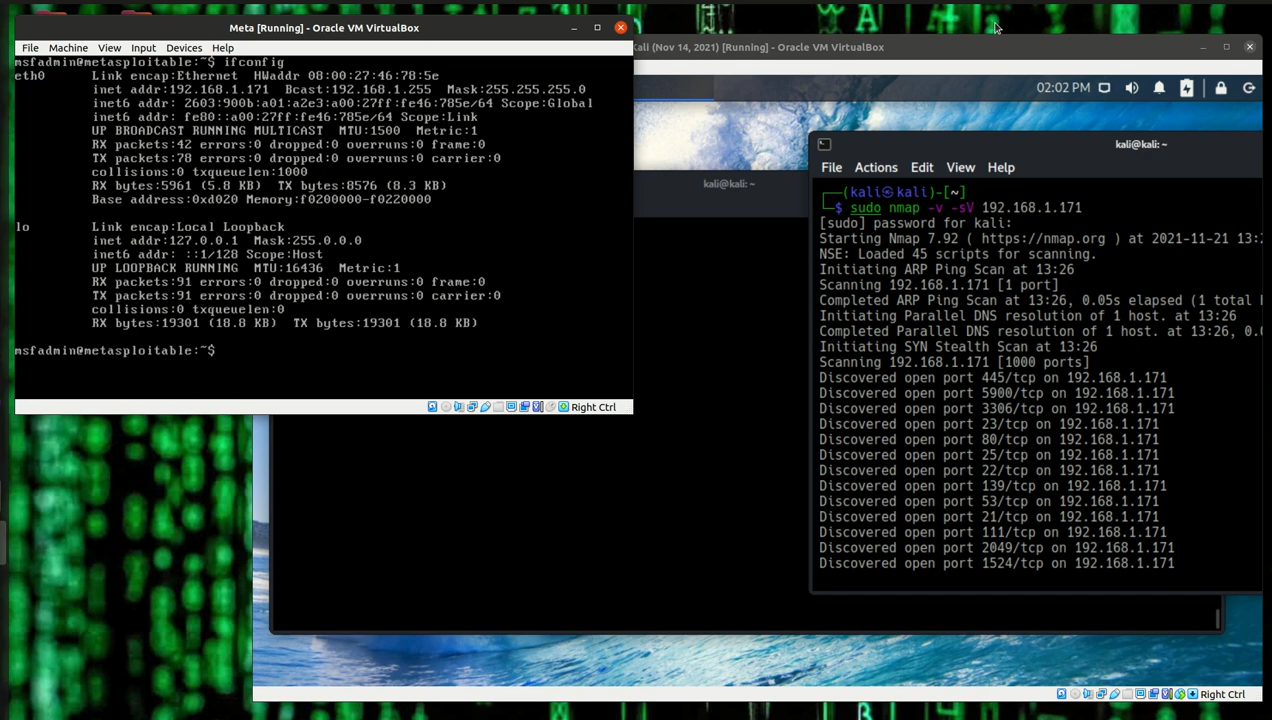 Meta [Running] - Oracle VM VirtualBox
File Machine View Input Devices Help
msfadmin@metasploitable:~$ ifconfig
eth0 Link encap:Ethernet HWaddr 08:00:27:46:78:5e
inet addr:192.168.1.171 Bcast:192.168.1.255 Mask:255.255.255.0
inet6 addr: 2603:900b:a01:a2e3:a00:27ff:fe46:785e/64 Scope:Global
inet6 addr: fe80::a00:27ff:fe46:785e/64 Scope:Link
UP BROADCAST RUNNING MULTICAST MTU:1500 Metric:1
RX packets:42 errors:0 dropped:0 overruns:0 frame:0
TX packets:78 errors:0 dropped:0 overruns:0 carrier:0
collisions:0 txqueuelen:1000
RX bytes:5961 (5.8 KB) TX bytes:8576 (8.3 KB)
Base address:0xd020 Memory:f0200000-f0220000
lo Link encap:Local Loopback
inet addr:127.0.0.1 Mask:255.0.0.0
inet6 addr: ::1/128 Scope:Host
UP LOOPBACK RUNNING MTU:16436 Metric:1
RX packets:91 errors:0 dropped:0 overruns:0 frame:0
TX packets:91 errors:0 dropped:0 overruns:0 carrier:0
collisions:0 txqueuelen:0
RX bytes:19301 (18.8 KB) TX bytes:19301 (18.8 KB)
msfadmin@metasploitable:~$
Right Ctrl
Kali (Nov 14, 2021) [Running] - Oracle VM VirtualBox
02:02 PM
kali@kali: ~
kali@kali: ~
File Actions Edit View Help
┌──(kali㉿kali)-[~]
└─$ sudo nmap -v -sV 192.168.1.171
[sudo] password for kali:
Starting Nmap 7.92 ( https://nmap.org ) at 2021-11-21 13:
NSE: Loaded 45 scripts for scanning.
Initiating ARP Ping Scan at 13:26
Scanning 192.168.1.171 [1 port]
Completed ARP Ping Scan at 13:26, 0.05s elapsed (1 total
Initiating Parallel DNS resolution of 1 host. at 13:26
Completed Parallel DNS resolution of 1 host. at 13:26, 0.0
Initiating SYN Stealth Scan at 13:26
Scanning 192.168.1.171 [1000 ports]
Discovered open port 445/tcp on 192.168.1.171
Discovered open port 5900/tcp on 192.168.1.171
Discovered open port 3306/tcp on 192.168.1.171
Discovered open port 23/tcp on 192.168.1.171
Discovered open port 80/tcp on 192.168.1.171
Discovered open port 25/tcp on 192.168.1.171
Discovered open port 22/tcp on 192.168.1.171
Discovered open port 139/tcp on 192.168.1.171
Discovered open port 53/tcp on 192.168.1.171
Discovered open port 21/tcp on 192.168.1.171
Discovered open port 111/tcp on 192.168.1.171
Discovered open port 2049/tcp on 192.168.1.171
Discovered open port 1524/tcp on 192.168.1.171
Right Ctrl